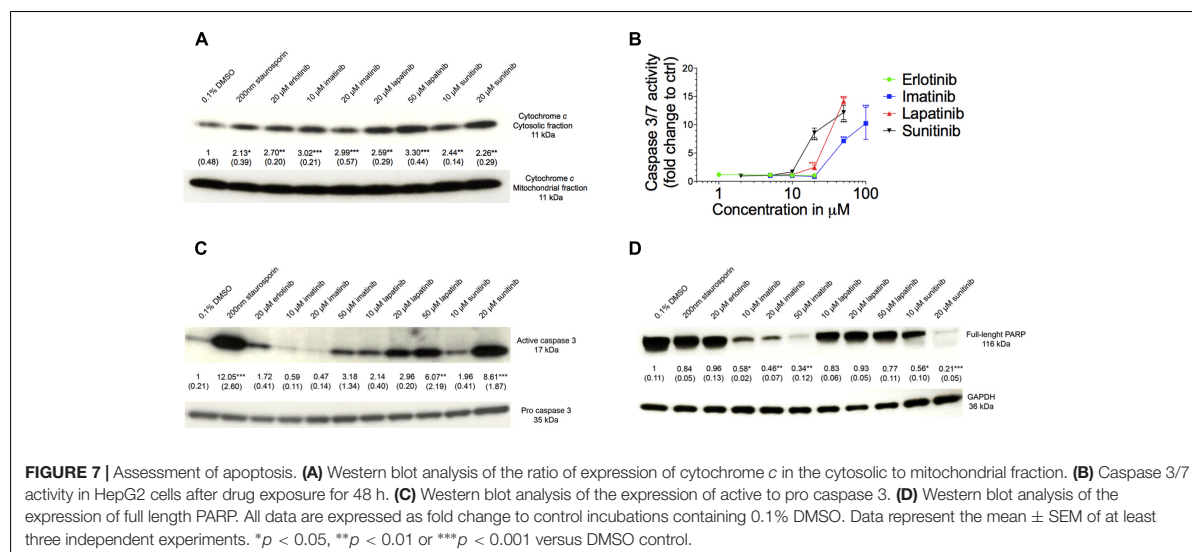 A
0.1% DMSO
200nm staurosporin
20 µM erlotinib
10 µM imatinib
20 µM imatinib
20 µM lapatinib
50 µM lapatinib
10 µM sunitinib
20 µM sunitinib
Cytochrome c
Cytosolic fraction
11 kDa
1 2.13* 2.70** 3.02*** 2.99*** 2.59** 3.30*** 2.44** 2.26**
(0.48) (0.39) (0.20) (0.21) (0.57) (0.29) (0.44) (0.14) (0.29)
Cytochrome c
Mitochondrial fraction
11 kDa
B
Caspase 3/7 activity
(fold change to ctrl)
20
15
10
5
0
1 10 100
Concentration in µM
Erlotinib
Imatinib
Lapatinib
Sunitinib
C
0.1% DMSO
200nm staurosporin
20 µM erlotinib
10 µM imatinib
20 µM imatinib
50 µM imatinib
10 µM lapatinib
20 µM lapatinib
50 µM lapatinib
10 µM sunitinib
20 µM sunitinib
Active caspase 3
17 kDa
1 12.05*** 1.72 0.59 0.47 3.18 2.14 2.96 6.07** 1.96 8.61***
(0.21) (2.60) (0.41) (0.11) (0.14) (1.34) (0.40) (0.20) (2.19) (0.41) (1.87)
Pro caspase 3
35 kDa
D
0.1% DMSO
200nm staurosporin
20 µM erlotinib
10 µM imatinib
20 µM imatinib
50 µM imatinib
10 µM lapatinib
20 µM lapatinib
50 µM lapatinib
10 µM sunitinib
20 µM sunitinib
Full-lenght PARP
116 kDa
1 0.84 0.96 0.58* 0.46** 0.34** 0.83 0.93 0.77 0.56* 0.21***
(0.11) (0.05) (0.13) (0.02) (0.07) (0.12) (0.06) (0.05) (0.11) (0.10) (0.05)
GAPDH
36 kDa
FIGURE 7 | Assessment of apoptosis. (A) Western blot analysis of the ratio of expression of cytochrome c in the cytosolic to mitochondrial fraction. (B) Caspase 3/7
activity in HepG2 cells after drug exposure for 48 h. (C) Western blot analysis of the expression of active to pro caspase 3. (D) Western blot analysis of the
expression of full length PARP. All data are expressed as fold change to control incubations containing 0.1% DMSO. Data represent the mean ± SEM of at least
three independent experiments. *p < 0.05, **p < 0.01 or ***p < 0.001 versus DMSO control.